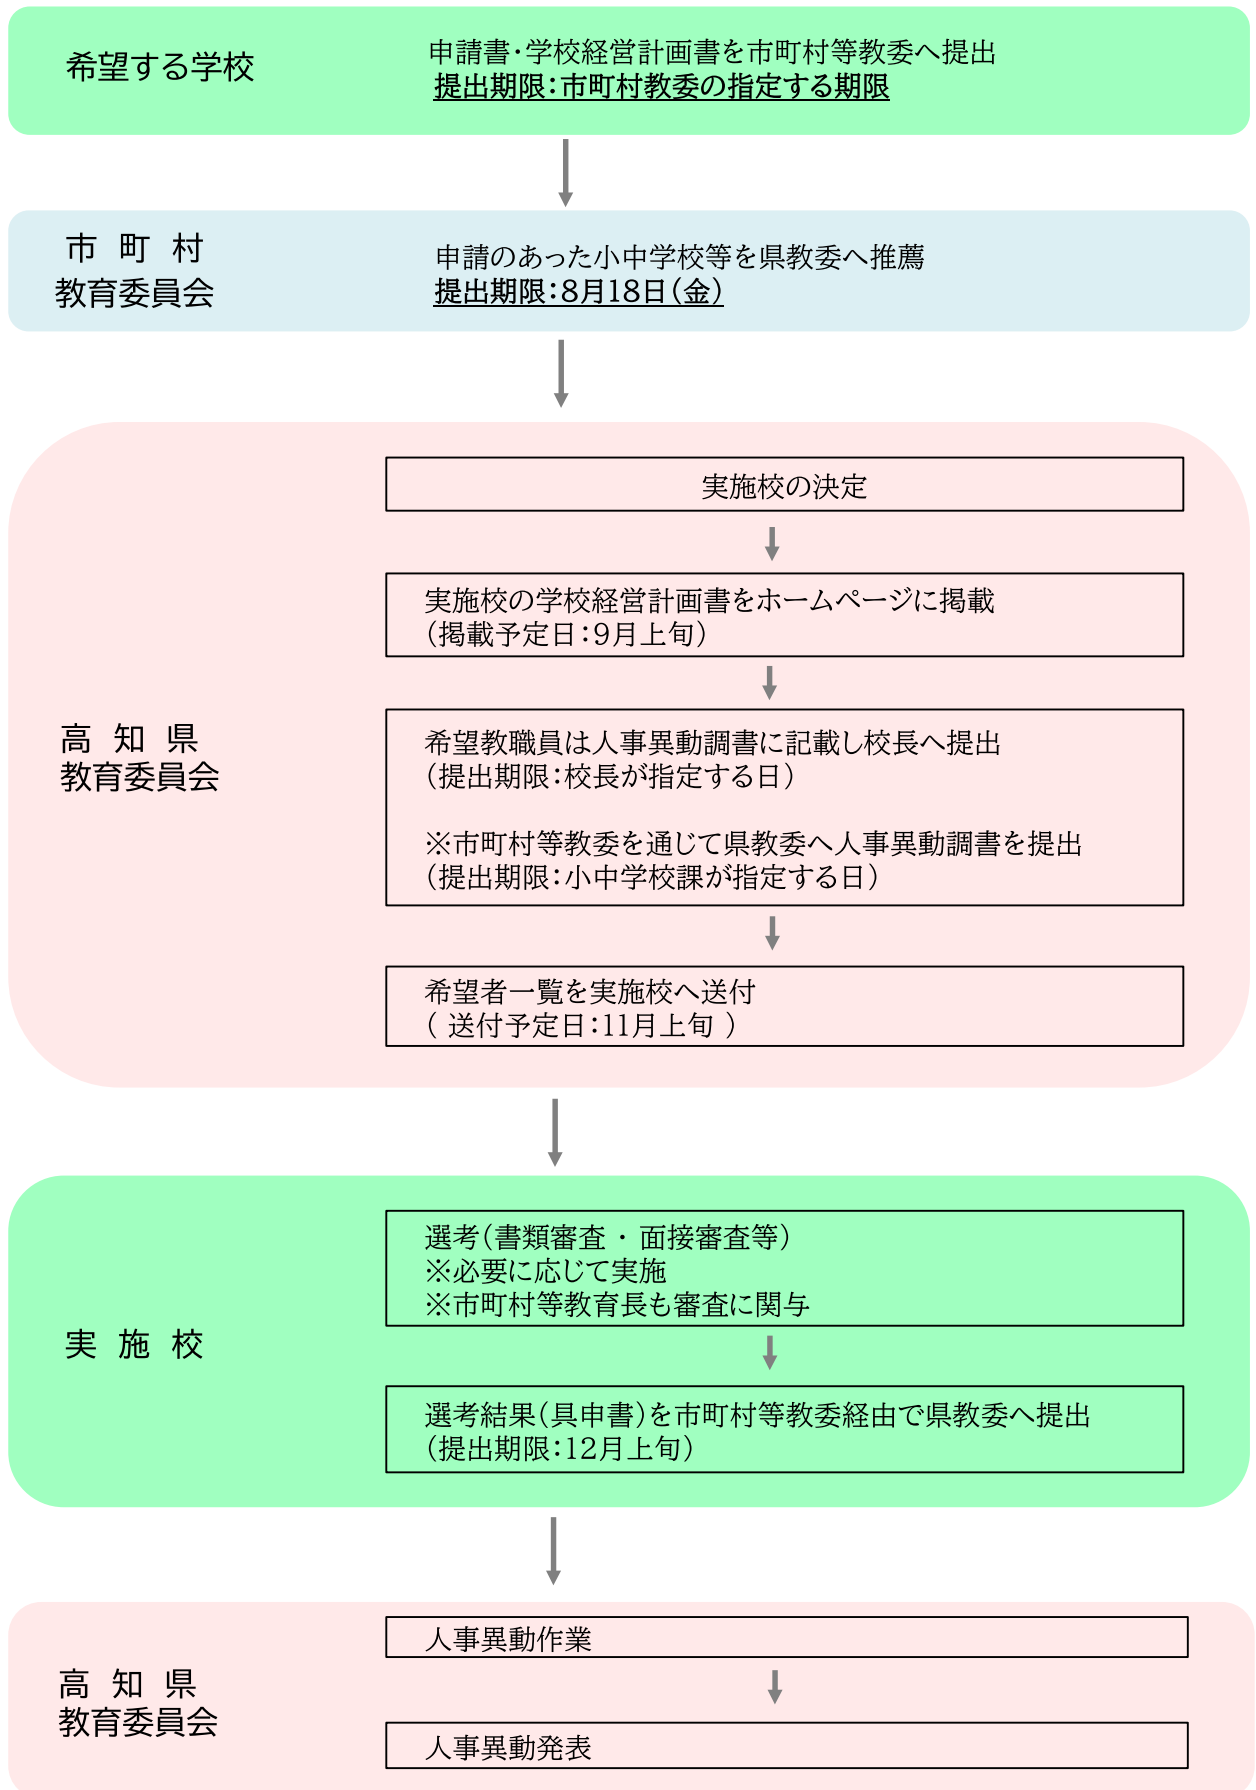 希望する学校
申請書・学校経営計画書を市町村等教委へ提出
提出期限：市町村教委の指定する期限
市 町 村
教育委員会
申請のあった小中学校等を県教委へ推薦
提出期限：８月１８日（金）
実施校の決定
実施校の学校経営計画書をホームページに掲載
（掲載予定日：９月上旬）
高 知 県
教育委員会
希望教職員は人事異動調書に記載し校長へ提出
（提出期限：校長が指定する日）
※市町村等教委を通じて県教委へ人事異動調書を提出
（提出期限：小中学校課が指定する日）
希望者一覧を実施校へ送付
（ 送付予定日：１１月上旬 ）
実 施 校
選考（書類審査 ・ 面接審査等）
※必要に応じて実施
※市町村等教育長も審査に関与
選考結果（具申書）を市町村等教委経由で県教委へ提出
（提出期限：１２月上旬）
高 知 県
教育委員会
人事異動作業
人事異動発表